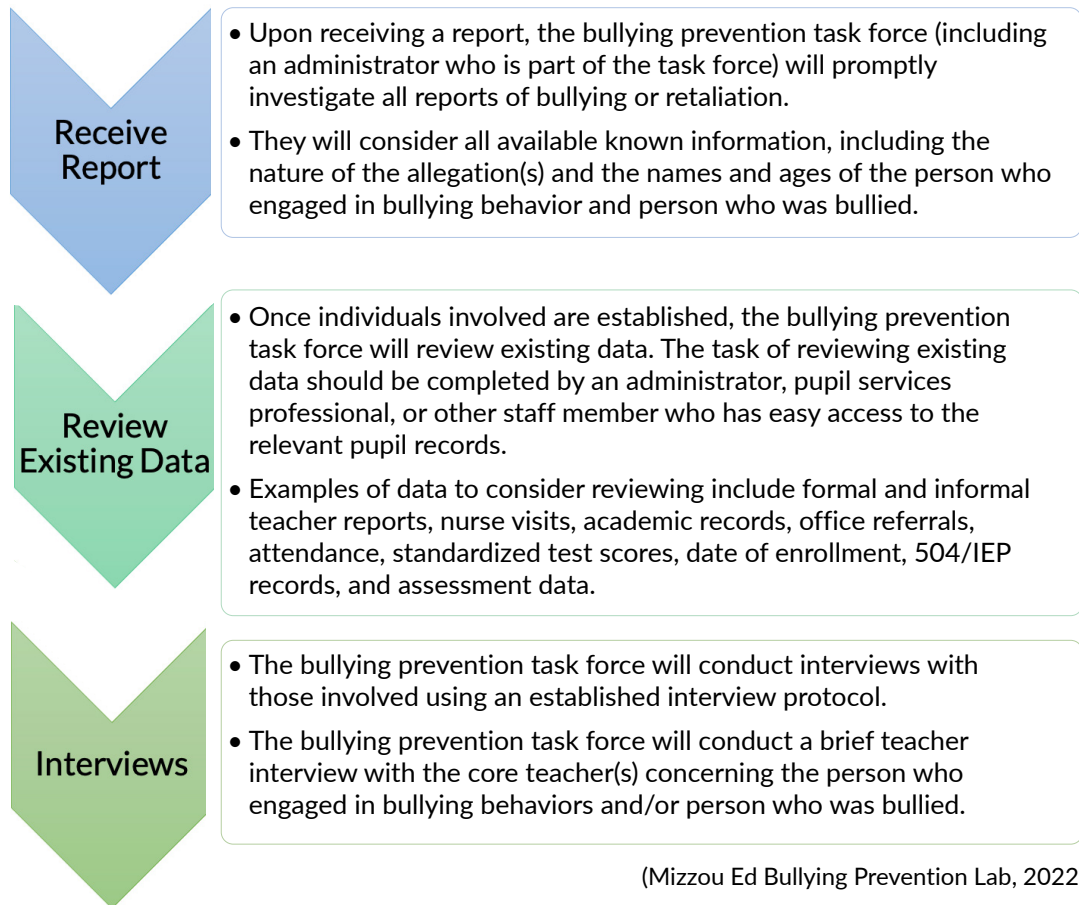 Receive
Report
• Upon receiving a report, the bullying prevention task force (including
an administrator who is part of the task force) will promptly
investigate all reports of bullying or retaliation.
• They will consider all available known information, including the
nature of the allegation(s) and the names and ages of the person who
engaged in bullying behavior and person who was bullied.
Review
Existing Data
• Once individuals involved are established, the bullying prevention
task force will review existing data. The task of reviewing existing
data should be completed by an administrator, pupil services
professional, or other staff member who has easy access to the
relevant pupil records.
• Examples of data to consider reviewing include formal and informal
teacher reports, nurse visits, academic records, office referrals,
attendance, standardized test scores, date of enrollment, 504/IEP
records, and assessment data.
Interviews
• The bullying prevention task force will conduct interviews with
those involved using an established interview protocol.
• The bullying prevention task force will conduct a brief teacher
interview with the core teacher(s) concerning the person who
engaged in bullying behaviors and/or person who was bullied.
(Mizzou Ed Bullying Prevention Lab, 2022